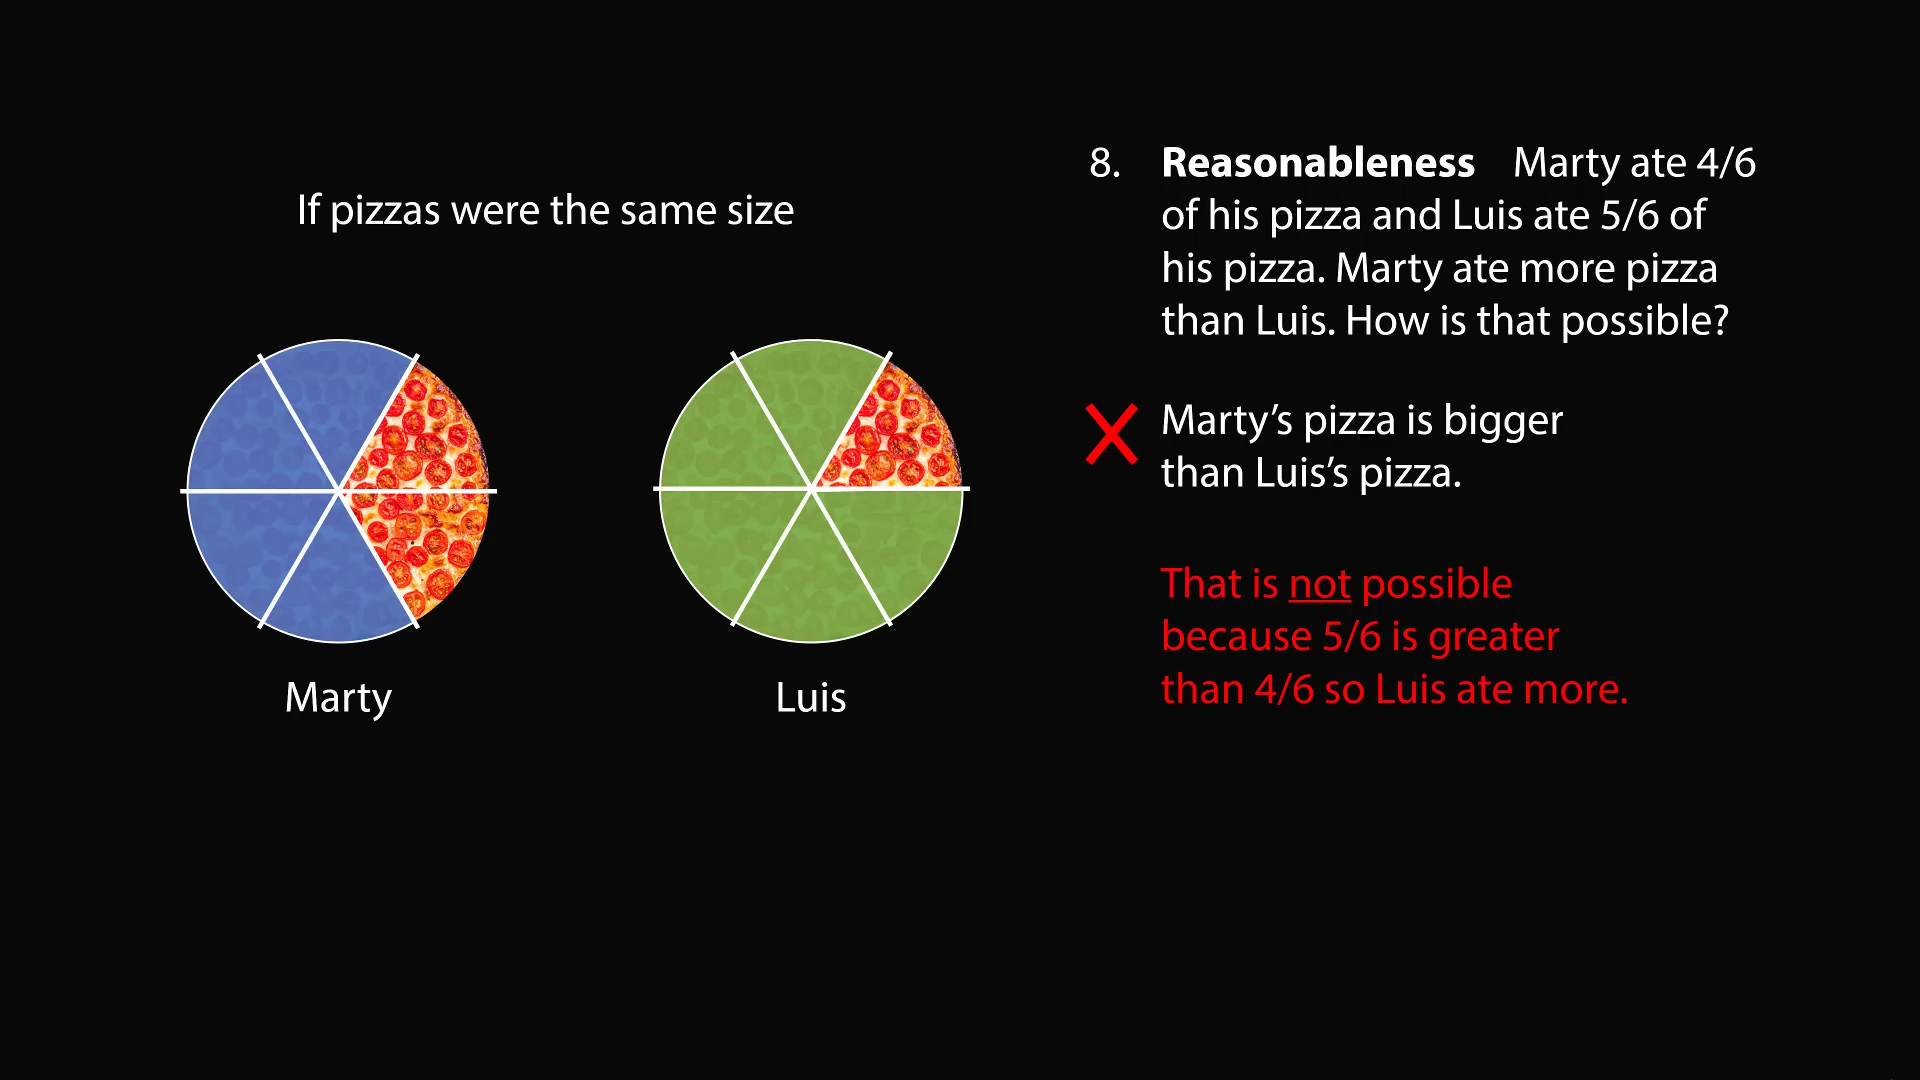 If pizzas were the same size
Marty
Luis
8. Reasonableness Marty ate 4/6
of his pizza and Luis ate 5/6 of
his pizza. Marty ate more pizza
than Luis. How is that possible?
Marty’s pizza is bigger
than Luis’s pizza.
That is not possible
because 5/6 is greater
than 4/6 so Luis ate more.